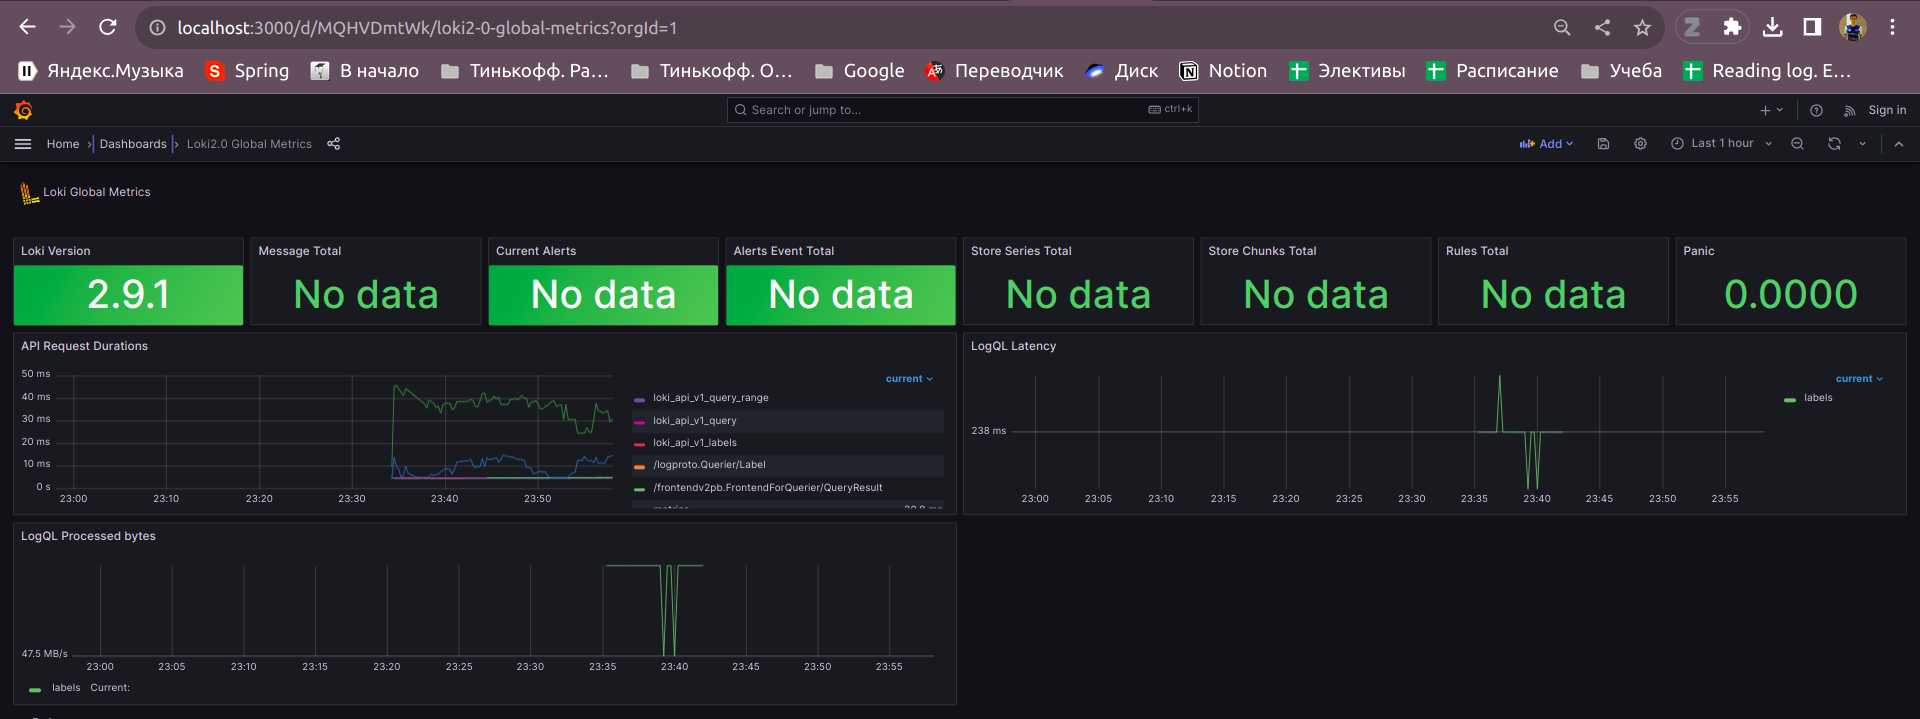 localhost:3000/d/MQHVDmtWk/loki2-0-global-metrics?orgId=1
Яндекс.Музыка Spring В начало Тинькофф. Ра... Тинькофф. О... Google Переводчик Диск Notion Элективы Расписание Учеба Reading log. E...
Search or jump to... ctrl+k Sign in
Home Dashboards Loki2.0 Global Metrics Add Last 1 hour
Loki Global Metrics
Loki Version Message Total Current Alerts Alerts Event Total Store Series Total Store Chunks Total Rules Total Panic
2.9.1 No data No data No data No data No data No data 0.0000
API Request Durations
50 ms
40 ms
30 ms
20 ms
10 ms
0 s
23:00 23:10 23:20 23:30 23:40 23:50
current
loki_api_v1_query_range
loki_api_v1_query
loki_api_v1_labels
/logproto.Querier/Label
/frontendv2pb.FrontendForQuerier/QueryResult
LogQL Latency
238 ms
23:00 23:05 23:10 23:15 23:20 23:25 23:30 23:35 23:40 23:45 23:50 23:55
current
labels
LogQL Processed bytes
47.5 MB/s
23:00 23:05 23:10 23:15 23:20 23:25 23:30 23:35 23:40 23:45 23:50 23:55
labels Current: